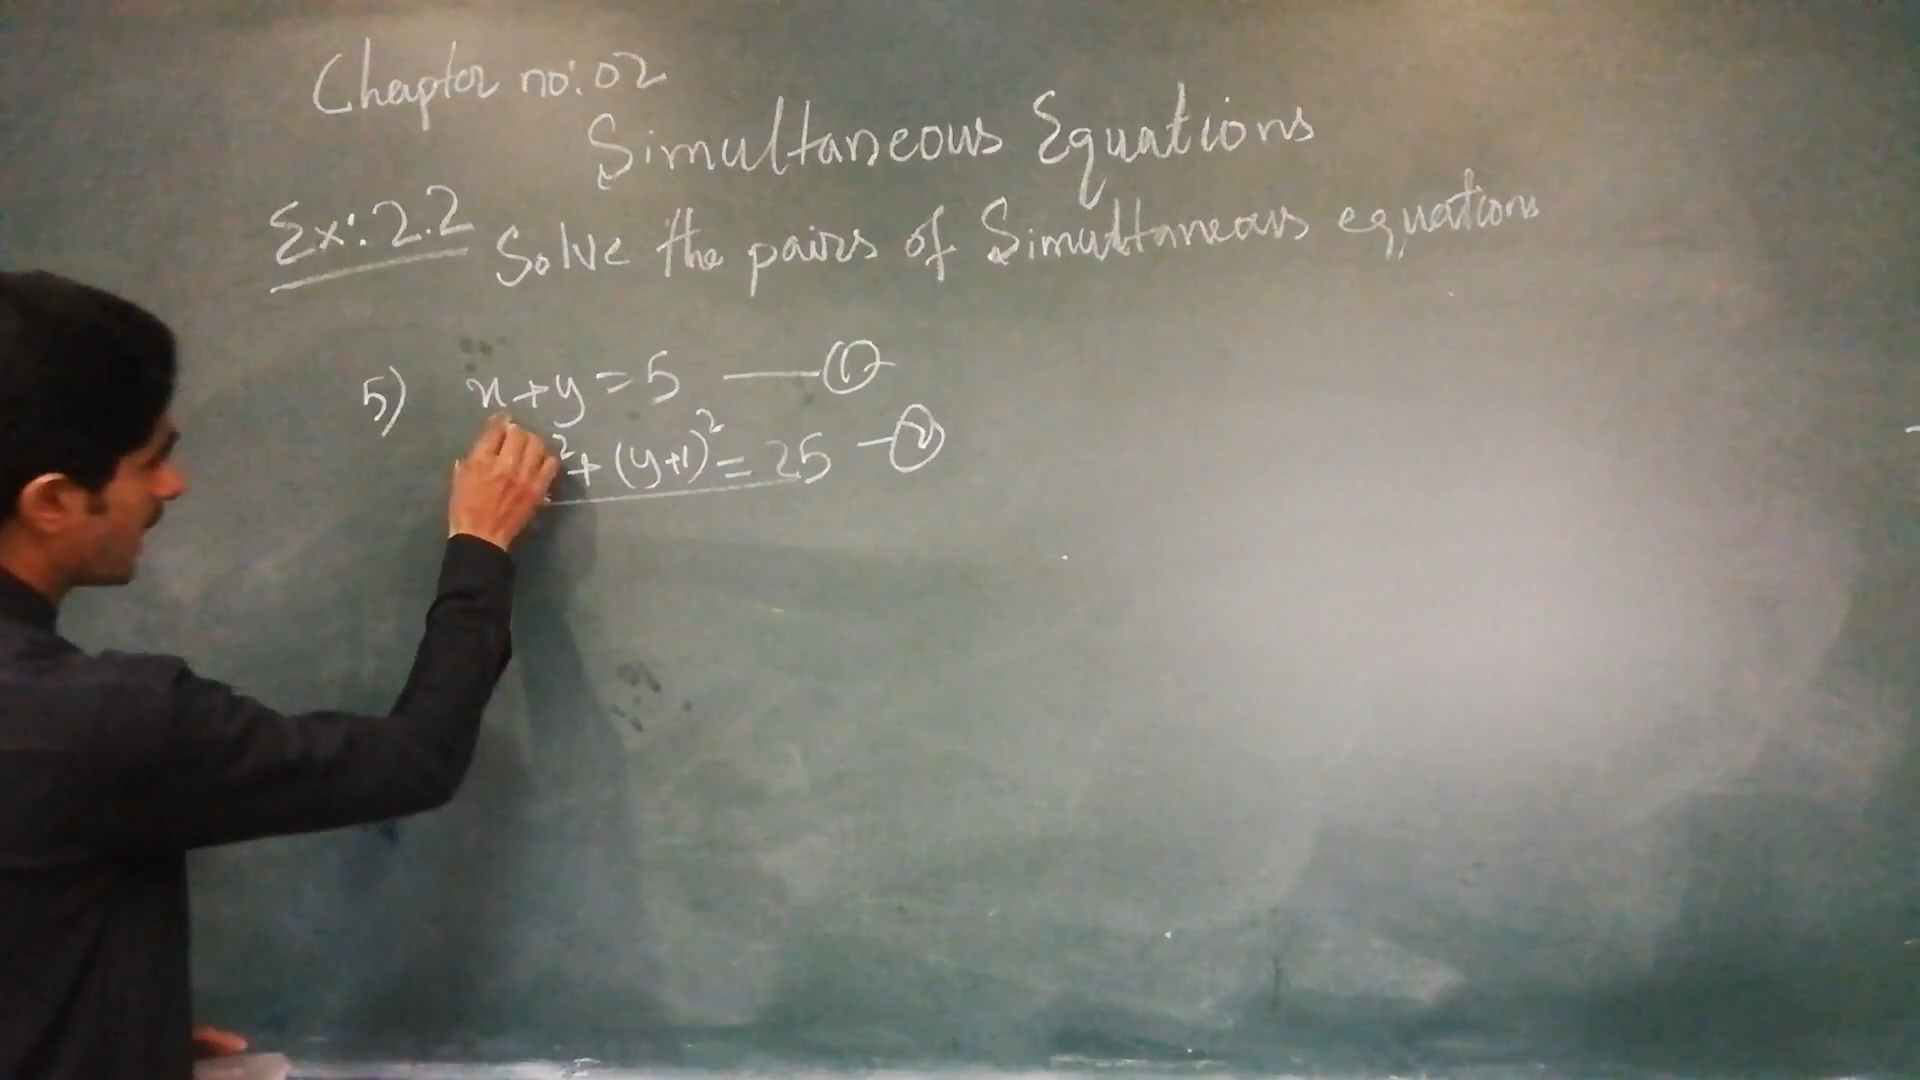 Chapter no:02
Simultaneous Equations
Ex:2.2 Solve the pairs of Simultaneous equations
5) x+y=5 — ①
²+(y+1)²=25 — ②